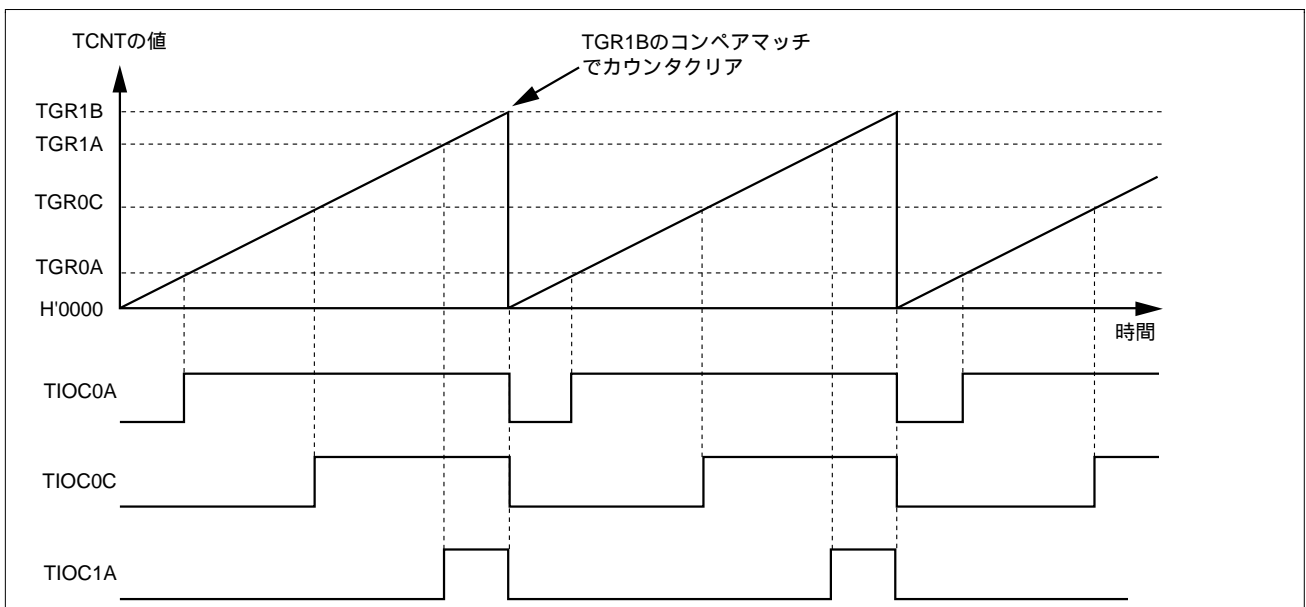 TCNTの値
TGR1Bのコンペアマッチ
でカウンタクリア
TGR1B
TGR1A
TGR0C
TGR0A
H'0000
時間
TIOC0A
TIOC0C
TIOC1A